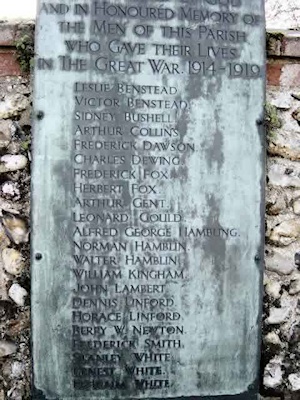 AND IN HONOURED MEMORY OF
THE MEN OF THIS PARISH
WHO GAVE THEIR LIVES
IN THE GREAT WAR. 1914-1919
LESLIE BENSTEAD.
VICTOR BENSTEAD.
SIDNEY BUSHELL.
ARTHUR COLLINS.
FREDERICK DAWSON.
CHARLES DEWING.
FREDERICK FOX.
HERBERT FOX.
ARTHUR GENT.
LEONARD GOULD.
ALFRED GEORGE HAMBLING.
NORMAN HAMBLIN.
WALTER HAMBLIN.
WILLIAM KINGHAM.
JOHN LAMBERT.
DENNIS LINFORD.
HORACE LINFORD.
PERRY W. NEWTON.
FREDERICK SMITH.
STANLEY WHITE.
ERNEST WHITE.
WHITE.